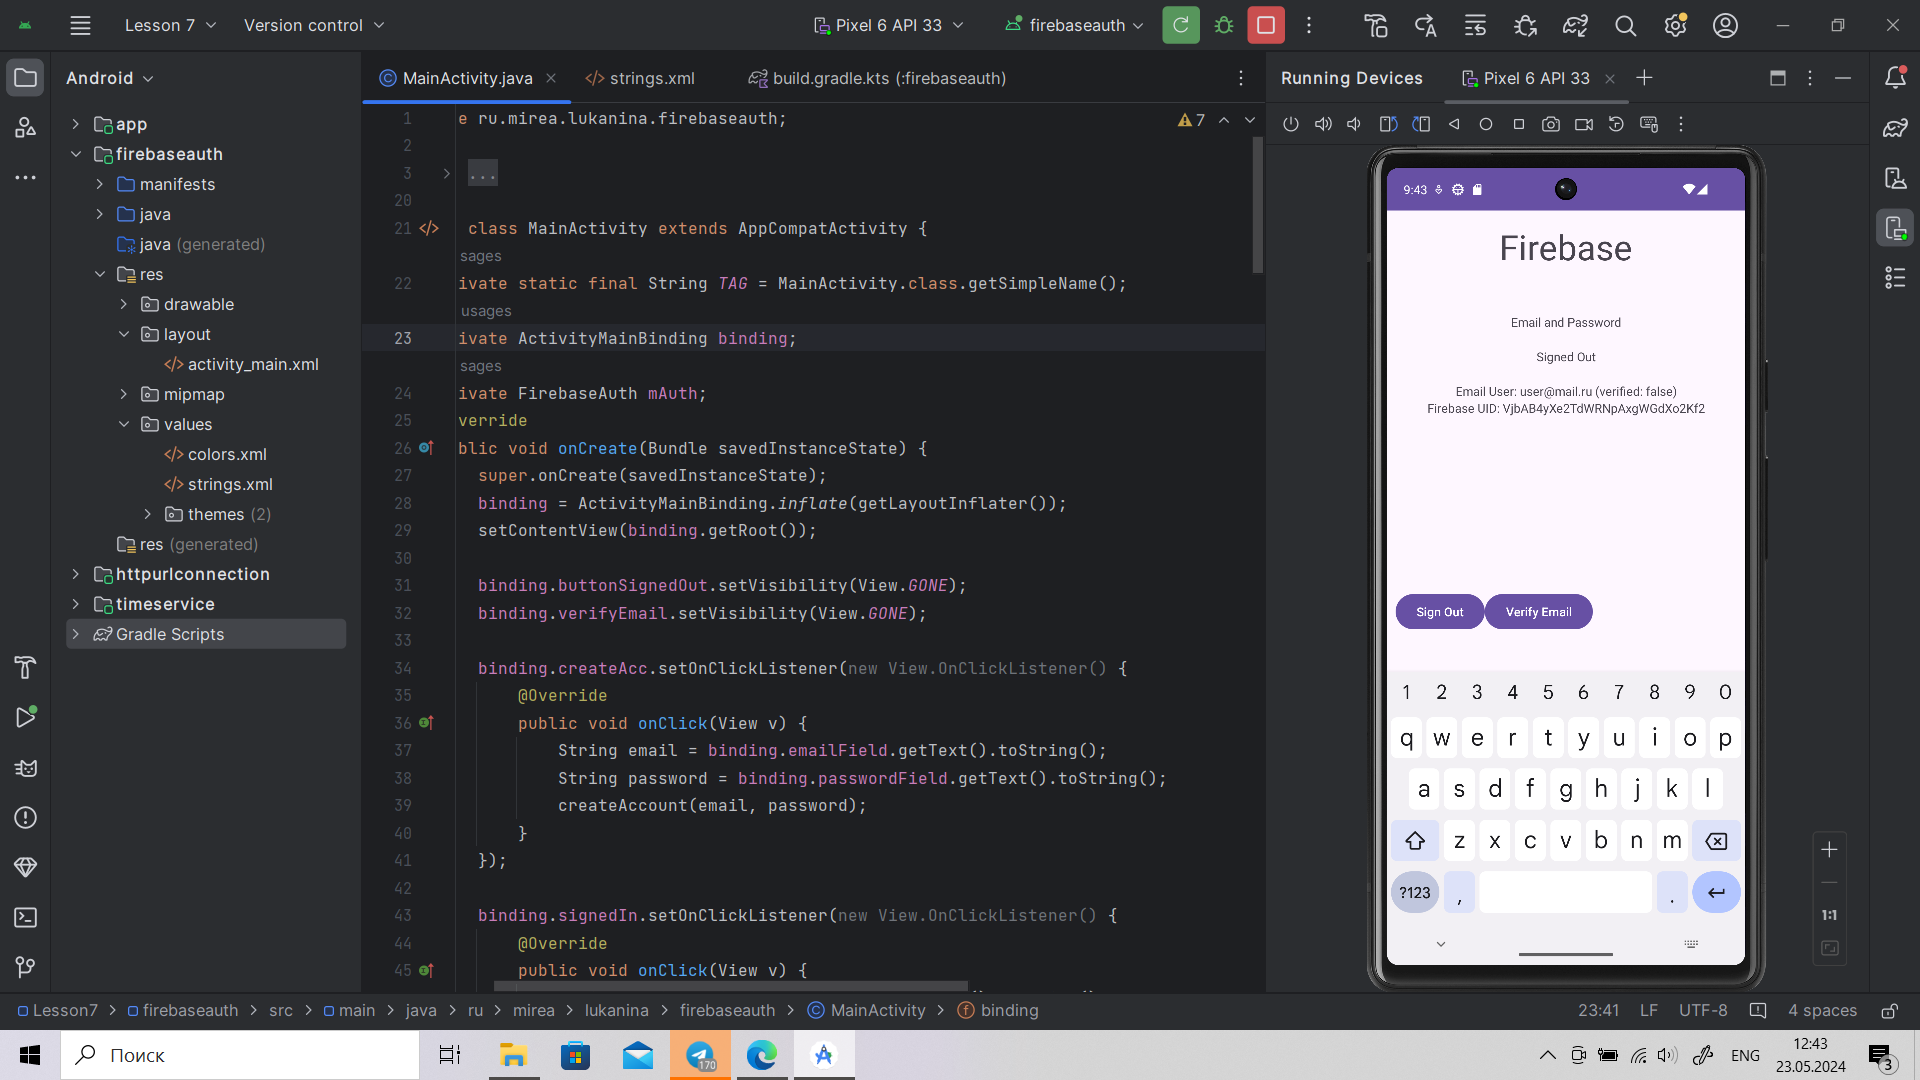 Lesson 7
Version control
Pixel 6 API 33
firebaseauth
Android
MainActivity.java
strings.xml
build.gradle.kts (:firebaseauth)
Running Devices
Pixel 6 API 33
app
firebaseauth
manifests
java
java (generated)
res
drawable
layout
activity_main.xml
mipmap
values
colors.xml
strings.xml
themes (2)
res (generated)
httpurlconnection
timeservice
Gradle Scripts
7
1 e ru.mirea.lukanina.firebaseauth;
2
3 ...
20
21 class MainActivity extends AppCompatActivity {
sages
22 ivate static final String TAG = MainActivity.class.getSimpleName();
usages
23 ivate ActivityMainBinding binding;
sages
24 ivate FirebaseAuth mAuth;
25 verride
26 blic void onCreate(Bundle savedInstanceState) {
27 super.onCreate(savedInstanceState);
28 binding = ActivityMainBinding.inflate(getLayoutInflater());
29 setContentView(binding.getRoot());
30
31 binding.buttonSignedOut.setVisibility(View.GONE);
32 binding.verifyEmail.setVisibility(View.GONE);
33
34 binding.createAcc.setOnClickListener(new View.OnClickListener() {
35 @Override
36 public void onClick(View v) {
37 String email = binding.emailField.getText().toString();
38 String password = binding.passwordField.getText().toString();
39 createAccount(email, password);
40 }
41 });
42
43 binding.signedIn.setOnClickListener(new View.OnClickListener() {
44 @Override
45 public void onClick(View v) {
9:43
Firebase
Email and Password
Signed Out
Email User: user@mail.ru (verified: false)
Firebase UID: VjbAB4yXe2TdWRNpAxgWGdXo2Kf2
Sign Out
Verify Email
1 2 3 4 5 6 7 8 9 0
q w e r t y u i o p
a s d f g h j k l
z x c v b n m
?123 , .
1:1
Lesson7 > firebaseauth > src > main > java > ru > mirea > lukanina > firebaseauth > MainActivity > binding
23:41 LF UTF-8 4 spaces
Поиск
170
ENG
12:43
23.05.2024
3